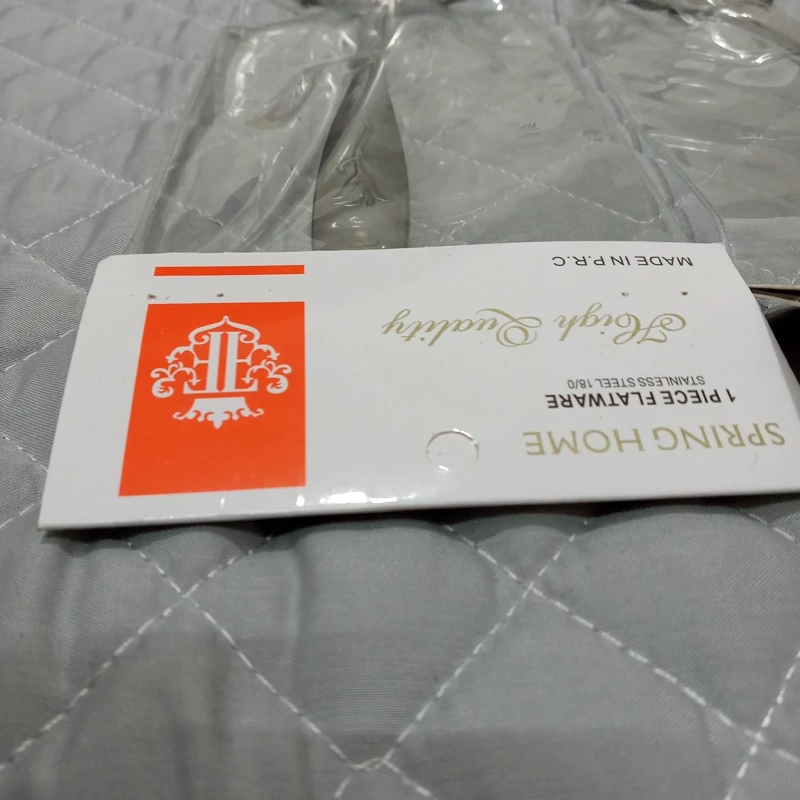 SPRING HOME
1 PIECE FLATWARE
STAINLESS STEEL 18/0
High Quality
MADE IN P.R.C